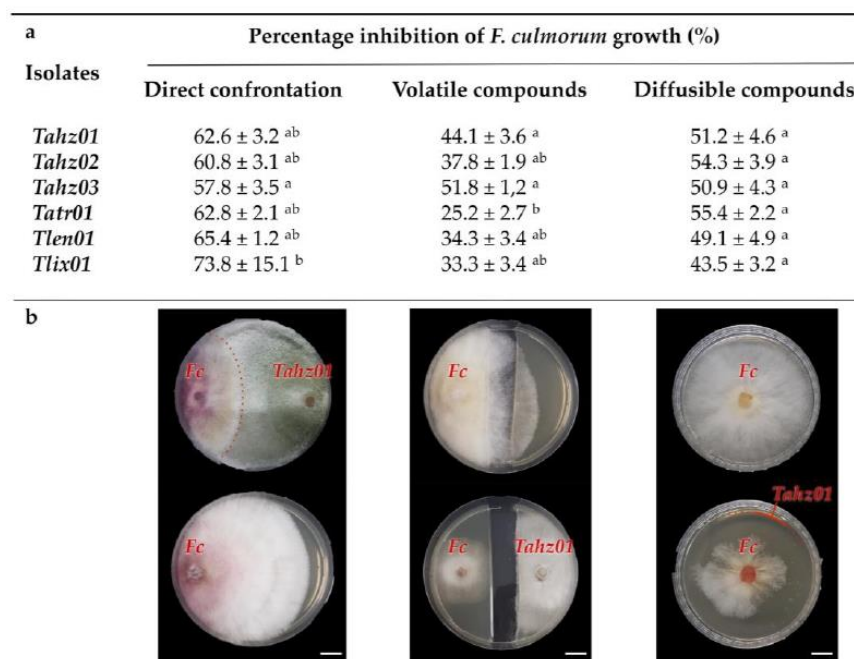 a
Percentage inhibition of F. culmorum growth (%)
Isolates
Direct confrontation Volatile compounds Diffusible compounds
Tahz01 62.6 ± 3.2 ab 44.1 ± 3.6 a 51.2 ± 4.6 a
Tahz02 60.8 ± 3.1 ab 37.8 ± 1.9 ab 54.3 ± 3.9 a
Tahz03 57.8 ± 3.5 a 51.8 ± 1,2 a 50.9 ± 4.3 a
Tatr01 62.8 ± 2.1 ab 25.2 ± 2.7 b 55.4 ± 2.2 a
Tlen01 65.4 ± 1.2 ab 34.3 ± 3.4 ab 49.1 ± 4.9 a
Tlix01 73.8 ± 15.1 b 33.3 ± 3.4 ab 43.5 ± 3.2 a
b
Fc Tahz01 Fc Fc
Tahz01
Fc Fc Tahz01 Fc